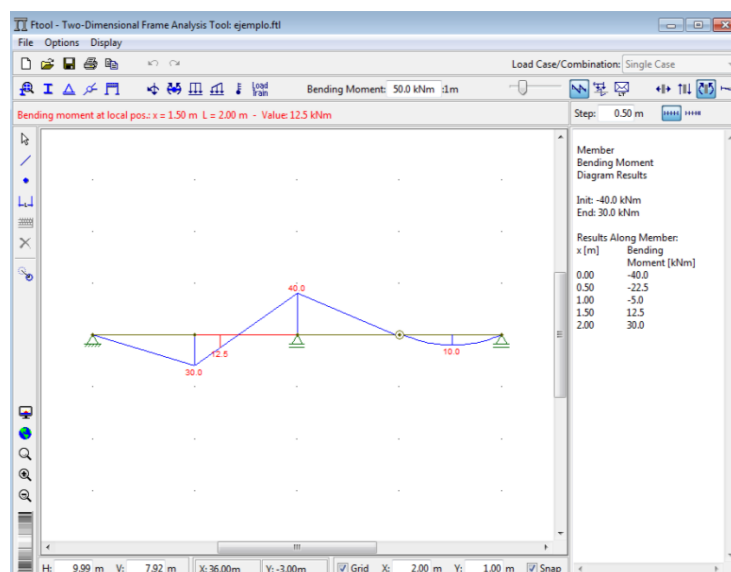 Ftool - Two-Dimensional Frame Analysis Tool: ejemplo.ftl
File Options Display
Load Case/Combination: Single Case
Load Train
Bending Moment: 50.0 kNm :1m
Bending moment at local pos.: x = 1.50 m L = 2.00 m - Value: 12.5 kNm
Step: 0.50 m
Member
Bending Moment
Diagram Results
Init: -40.0 kNm
End: 30.0 kNm
Results Along Member:
x [m] Bending
Moment [kNm]
0.00 -40.0
0.50 -22.5
1.00 -5.0
1.50 12.5
2.00 30.0
40.0
12.5
10.0
30.0
H: 9.99 m V: 7.92 m X: 36.00m Y: -3.00m Grid X: 2.00 m Y: 1.00 m Snap